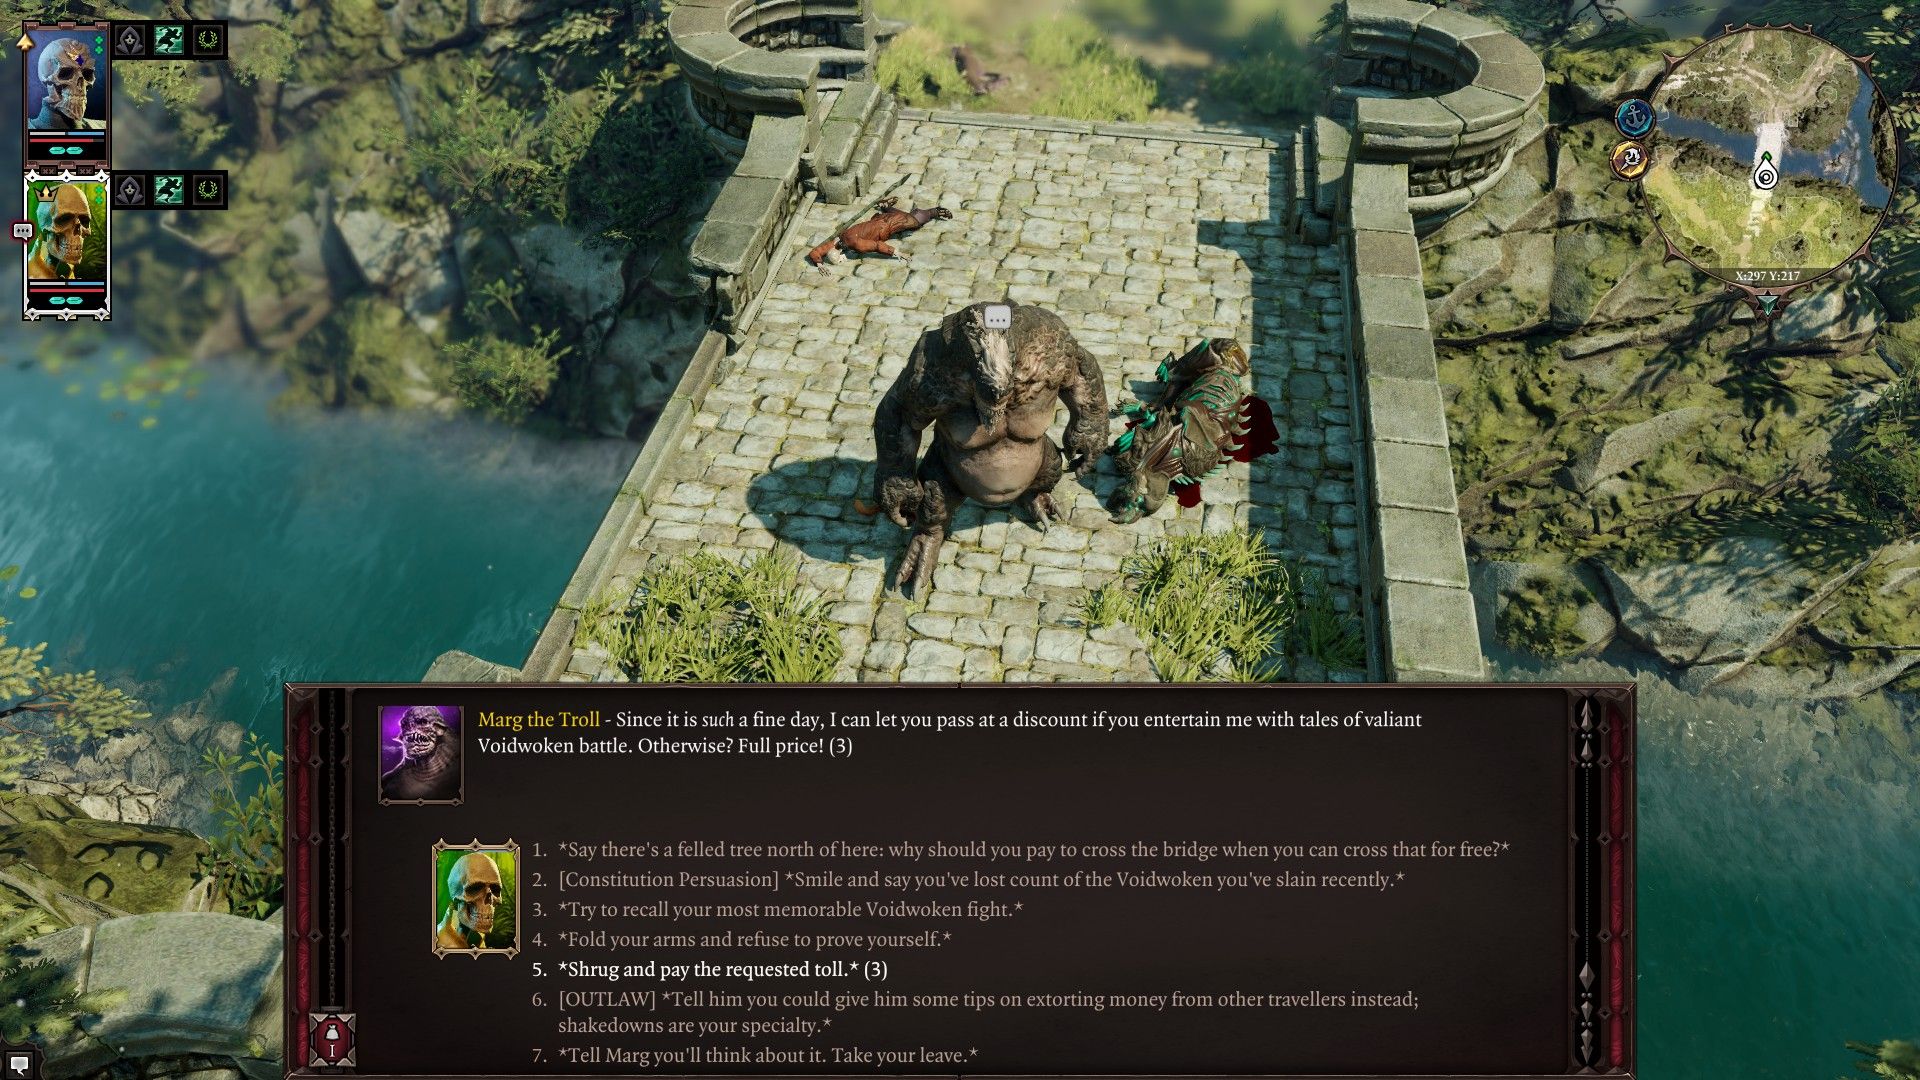 X:297 Y:217
Marg the Troll - Since it is such a fine day, I can let you pass at a discount if you entertain me with tales of valiant
Voidwoken battle. Otherwise? Full price! (3)
1. *Say there's a felled tree north of here: why should you pay to cross the bridge when you can cross that for free?*
2. [Constitution Persuasion] *Smile and say you've lost count of the Voidwoken you've slain recently.*
3. *Try to recall your most memorable Voidwoken fight.*
4. *Fold your arms and refuse to prove yourself.*
5. *Shrug and pay the requested toll.* (3)
6. [OUTLAW] *Tell him you could give him some tips on extorting money from other travellers instead;
shakedowns are your specialty.*
7. *Tell Marg you'll think about it. Take your leave.*
I